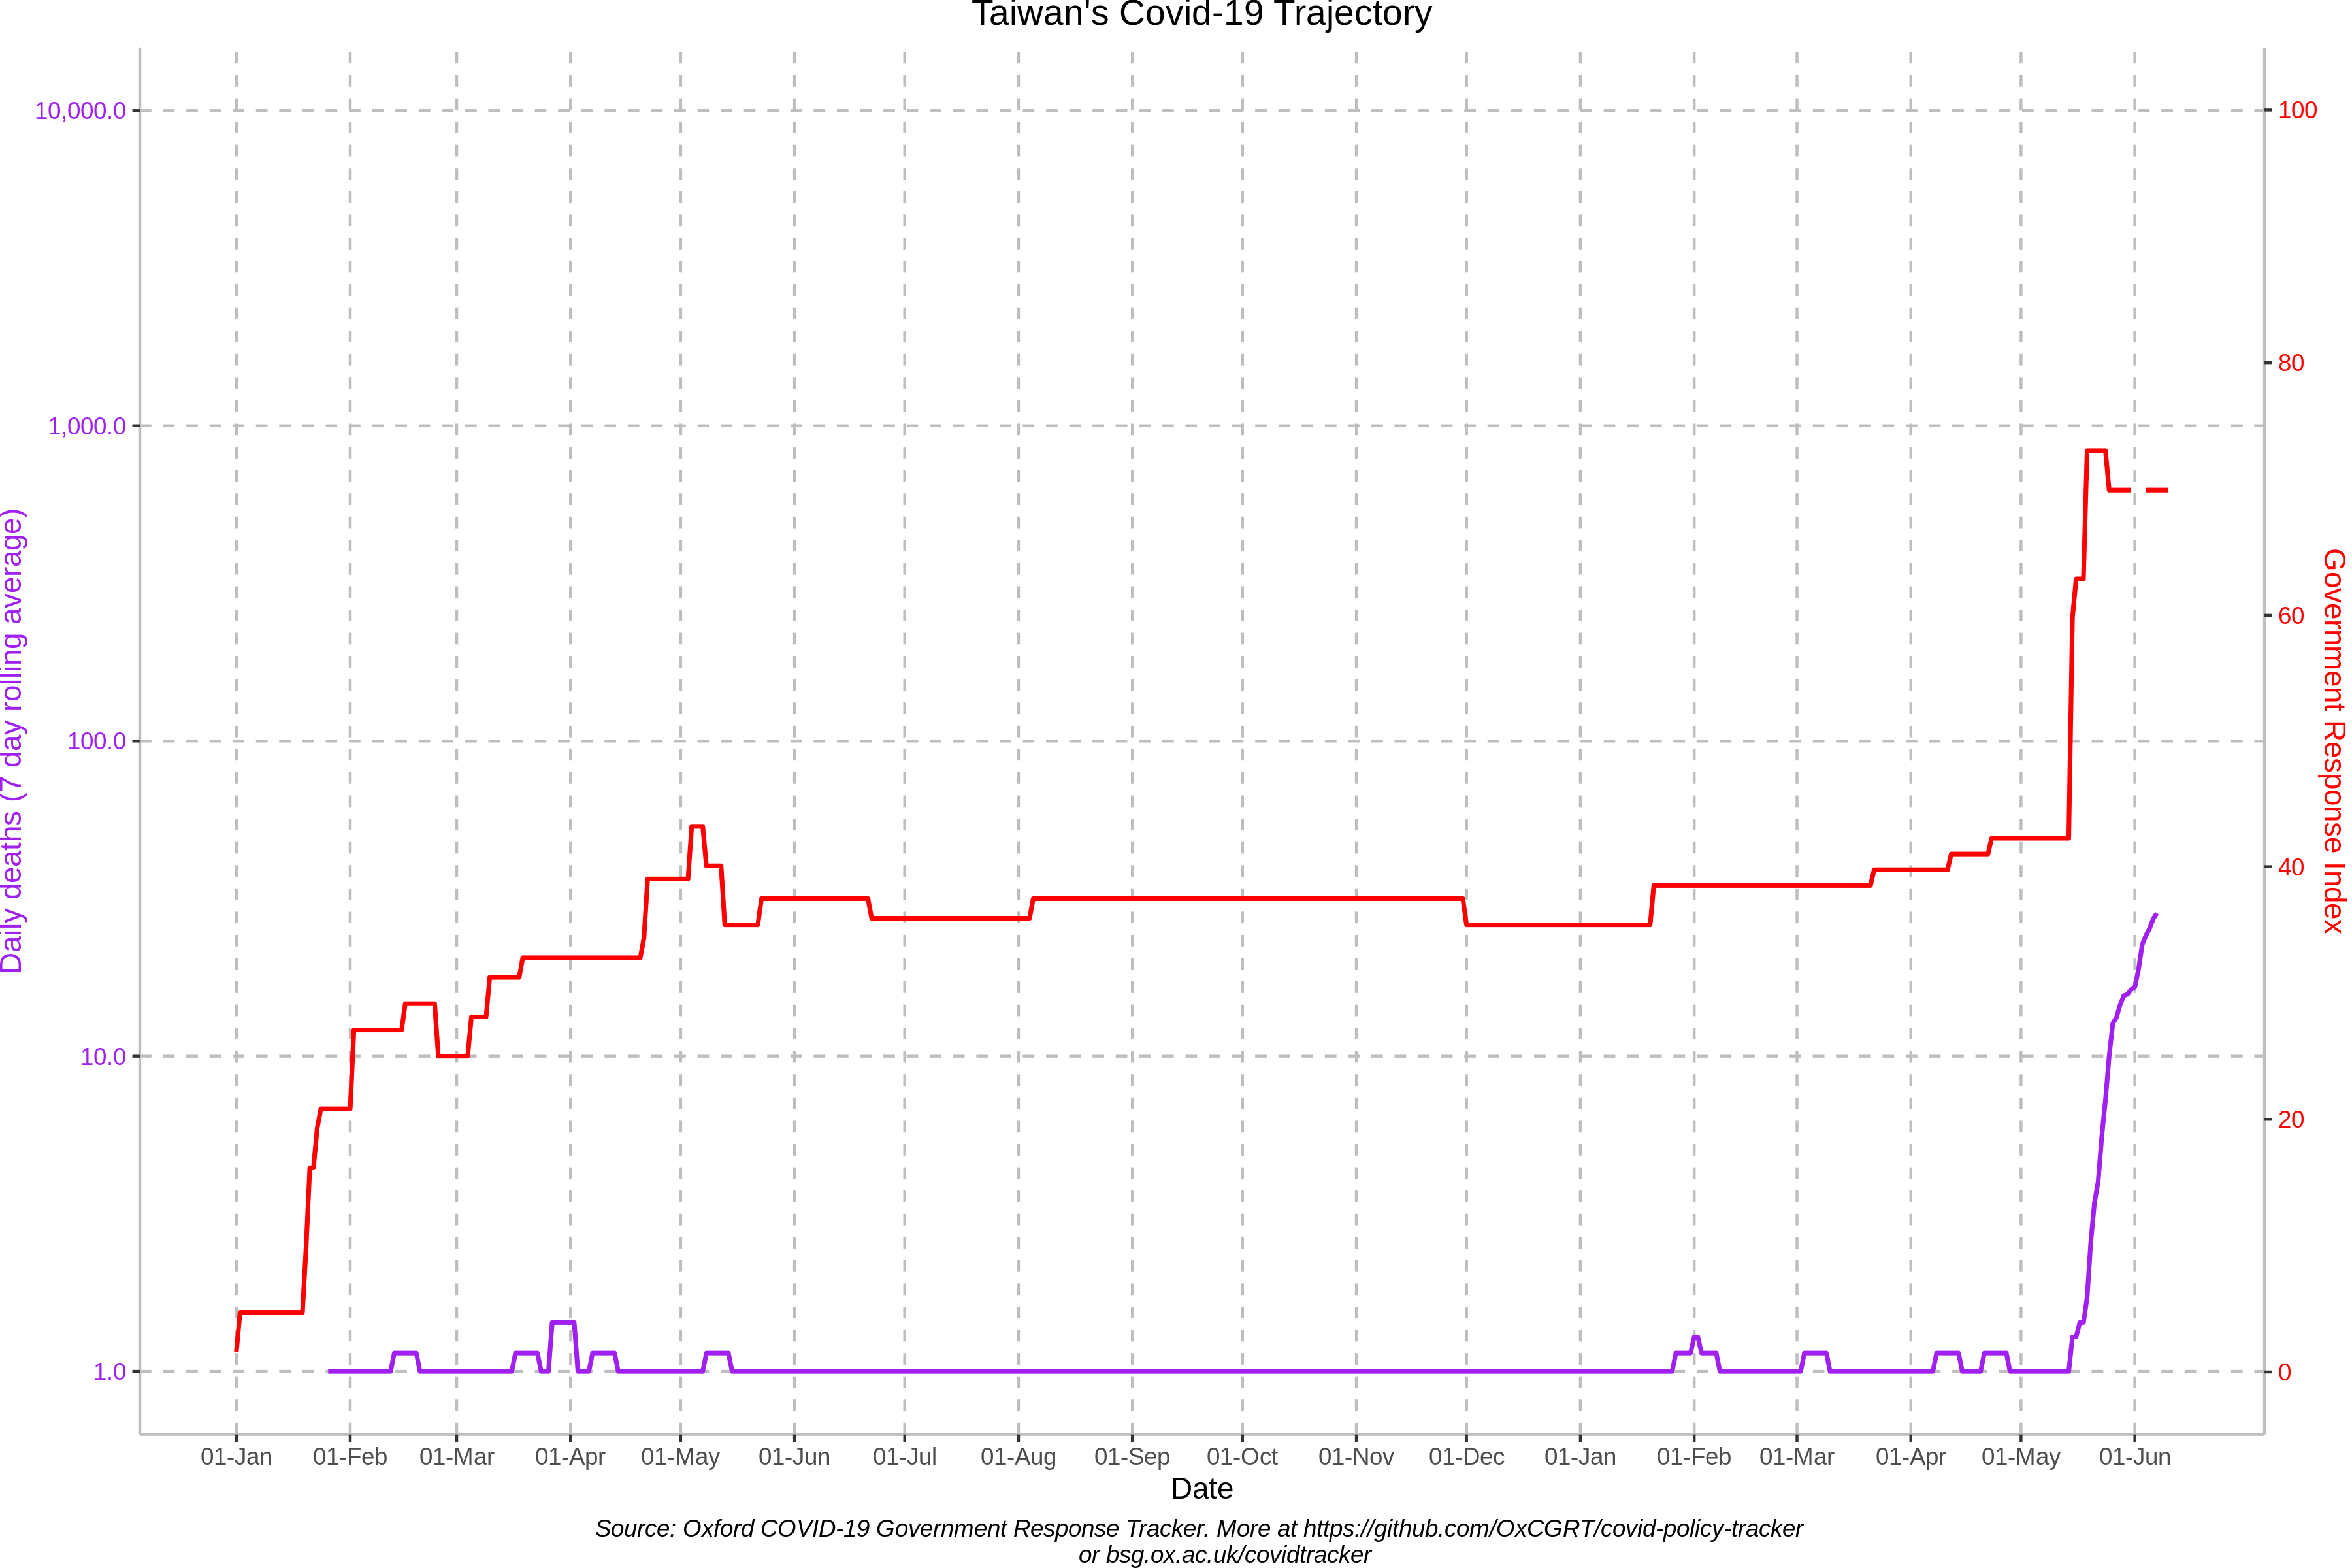 Taiwan's Covid-19 Trajectory
Daily deaths (7 day rolling average)
10,000.0
1,000.0
100.0
10.0
1.0
100
80
60
40
20
0
Government Response Index
01-Jan 01-Feb 01-Mar 01-Apr 01-May 01-Jun 01-Jul 01-Aug 01-Sep 01-Oct 01-Nov 01-Dec 01-Jan 01-Feb 01-Mar 01-Apr 01-May 01-Jun
Date
Source: Oxford COVID-19 Government Response Tracker. More at https://github.com/OxCGRT/covid-policy-tracker
or bsg.ox.ac.uk/covidtracker